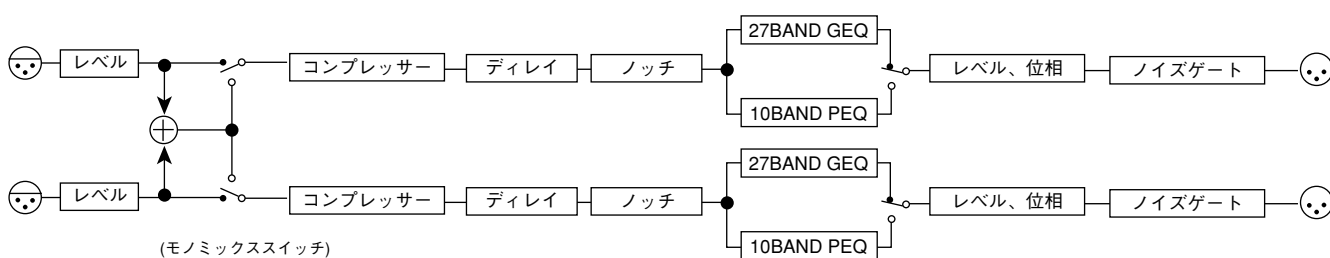 27BAND GEQ
レベル
コンプレッサー
ディレイ
ノッチ
レベル、位相
ノイズゲート
10BAND PEQ
27BAND GEQ
レベル
コンプレッサー
ディレイ
ノッチ
レベル、位相
ノイズゲート
(モノミックススイッチ)
10BAND PEQ